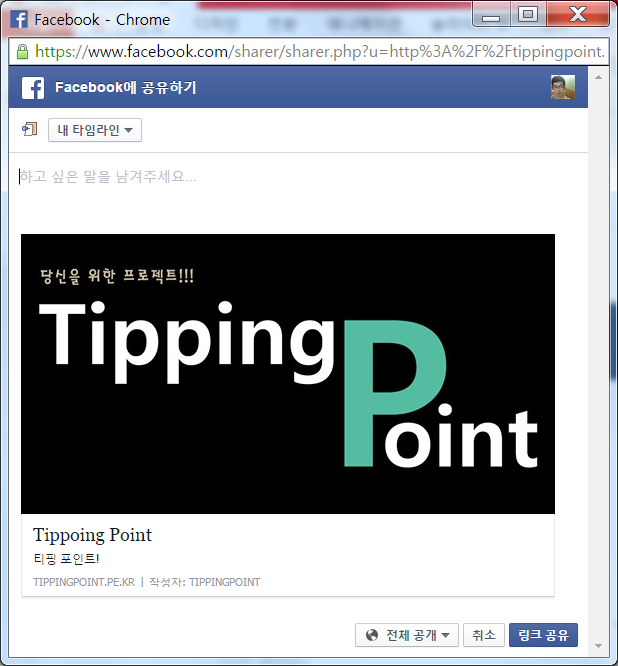 Facebook - Chrome
https://www.facebook.com/sharer/sharer.php?u=http%3A%2F%2Ftippingpoint.
Facebook에 공유하기
내 타임라인
하고 싶은 말을 남겨주세요...
당신을 위한 프로젝트!!!
Tipping
Point
Tippoing Point
티핑 포인트!
TIPPINGPOINT.PE.KR | 작성자: TIPPINGPOINT
전체 공개 취소 링크 공유